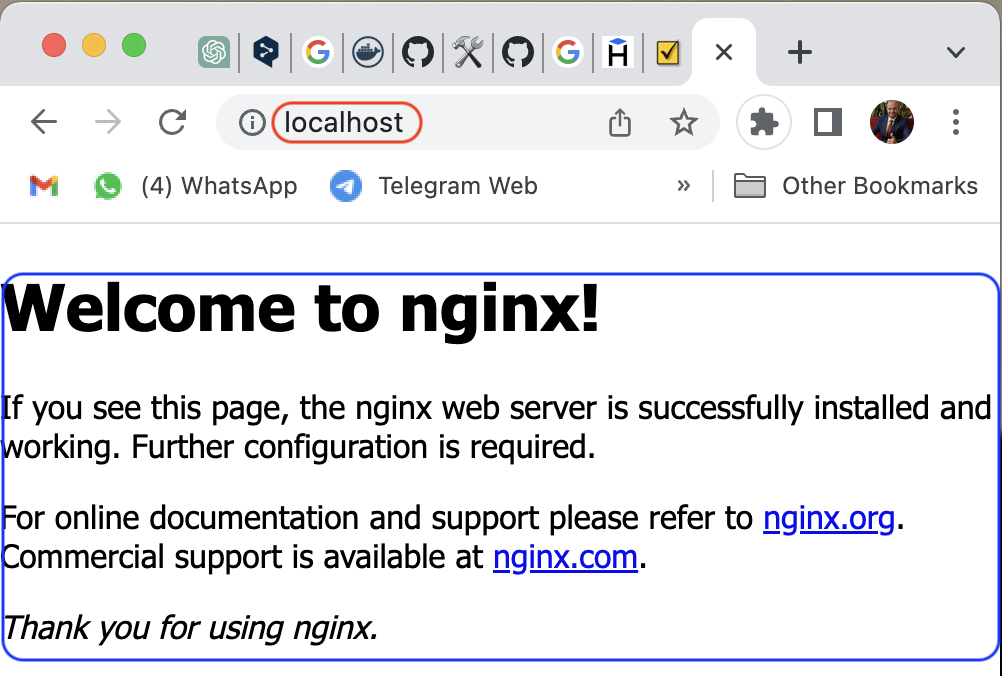 localhost
(4) WhatsApp
Telegram Web
»
Other Bookmarks
Welcome to nginx!
If you see this page, the nginx web server is successfully installed and
working. Further configuration is required.
For online documentation and support please refer to nginx.org.
Commercial support is available at nginx.com.
Thank you for using nginx.